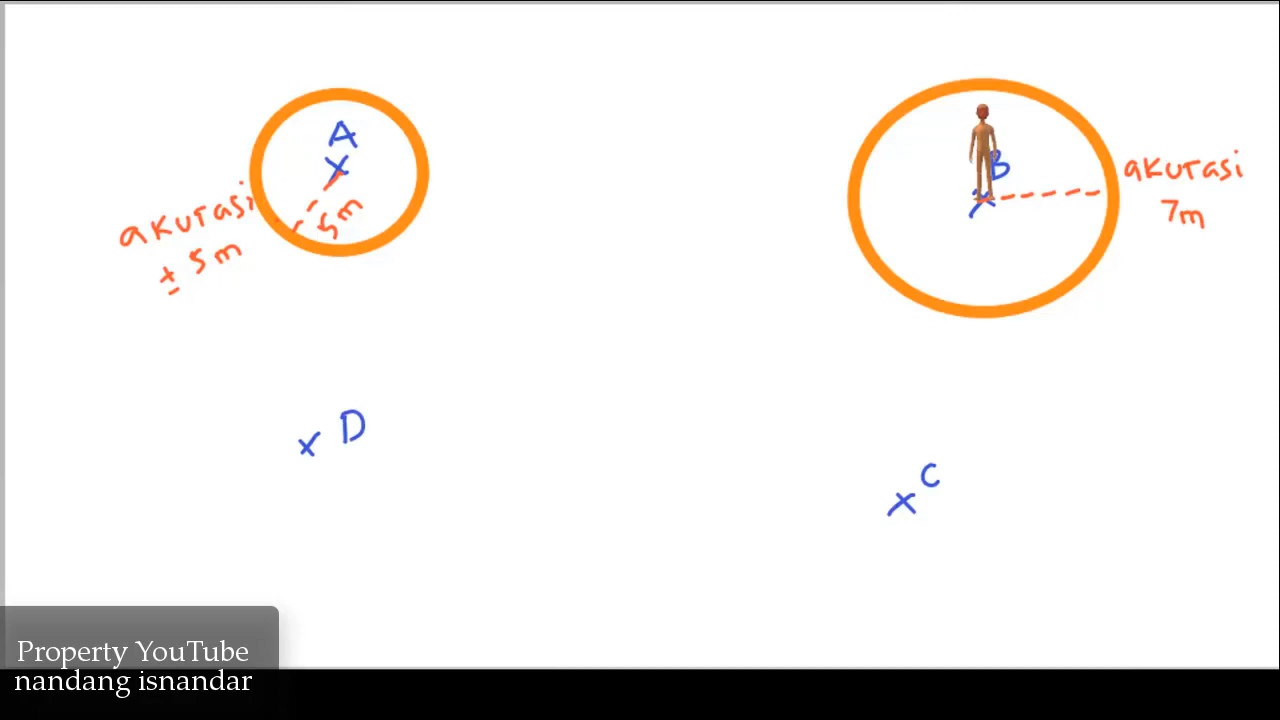 A
X
akurasi
± 5m
5m
B
X
akurasi
7m
x D
C
x
Property YouTube
nandang isnandar